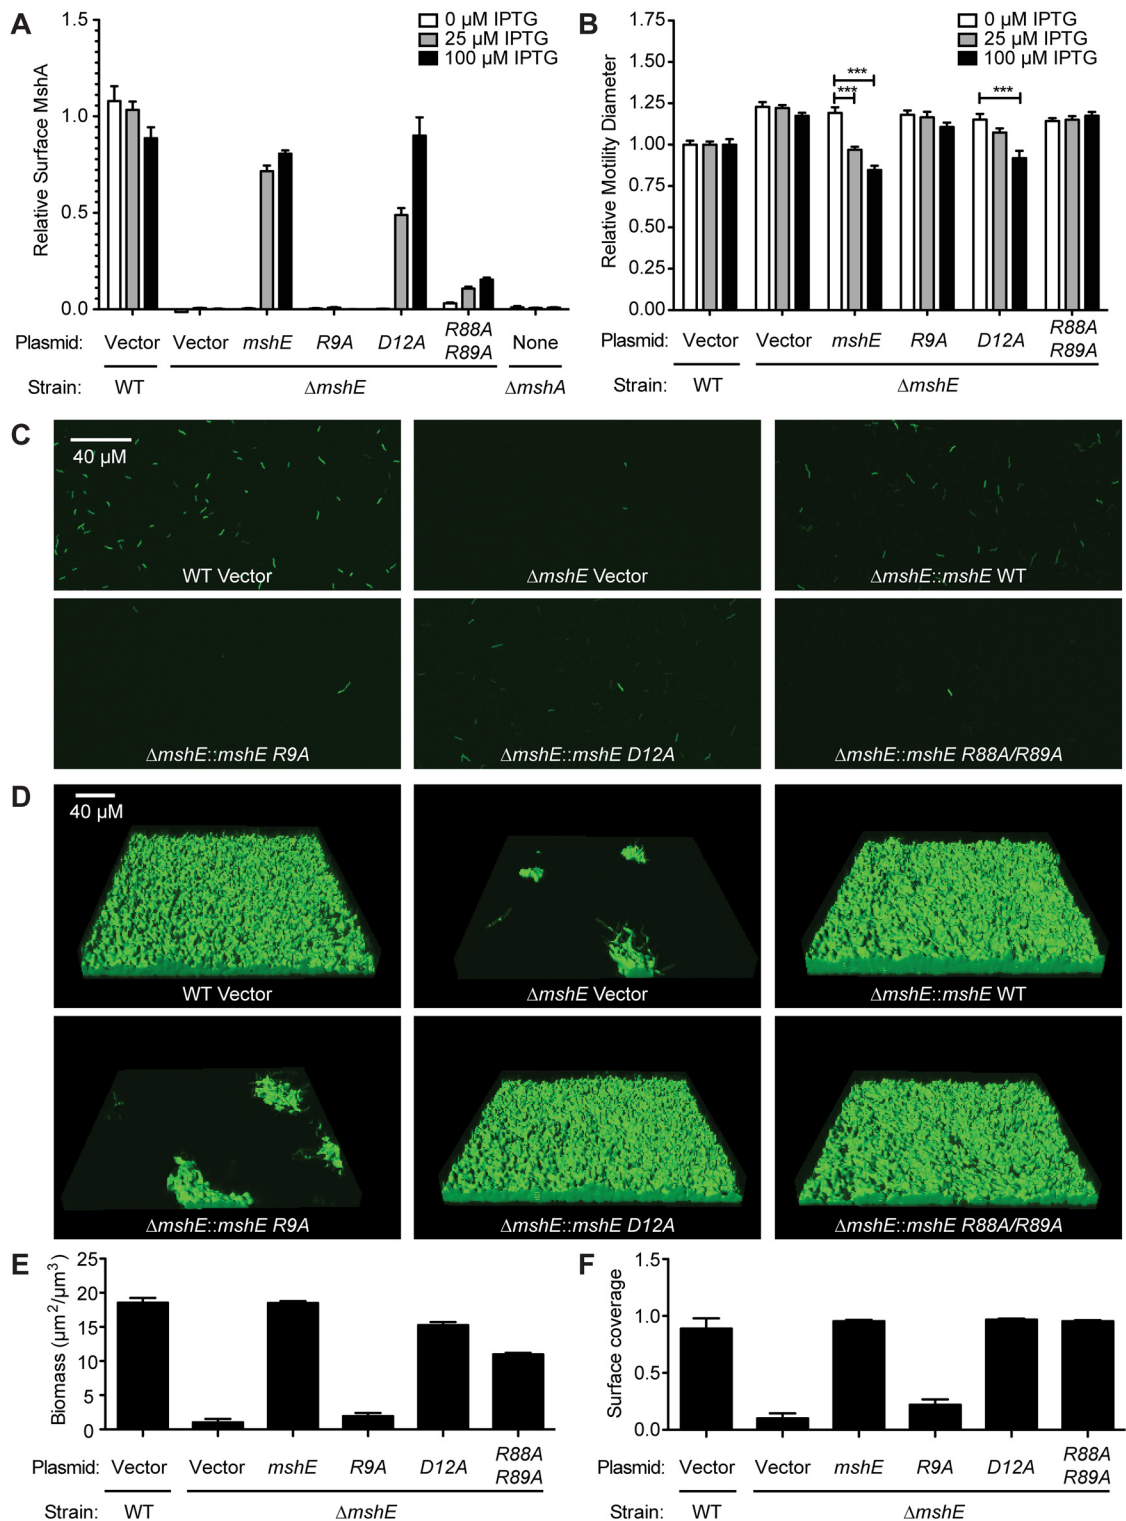 A
1.5
1.0
0.5
0.0
Relative Surface MshA
0 µM IPTG
25 µM IPTG
100 µM IPTG
Plasmid: Vector Vector mshE R9A D12A R88A R89A None
Strain: WT ΔmshE ΔmshA
B
1.75
1.50
1.25
1.00
0.75
0.50
0.25
0.00
Relative Motility Diameter
0 µM IPTG
25 µM IPTG
100 µM IPTG
***
***
***
Plasmid: Vector Vector mshE R9A D12A R88A R89A
Strain: WT ΔmshE
C
40 µM
WT Vector
ΔmshE Vector
ΔmshE::mshE WT
ΔmshE::mshE R9A
ΔmshE::mshE D12A
ΔmshE::mshE R88A/R89A
D
40 µM
WT Vector
ΔmshE Vector
ΔmshE::mshE WT
ΔmshE::mshE R9A
ΔmshE::mshE D12A
ΔmshE::mshE R88A/R89A
E
25
20
15
10
5
0
Biomass (µm²/µm³)
Plasmid: Vector Vector mshE R9A D12A R88A R89A
Strain: WT ΔmshE
F
1.5
1.0
0.5
0.0
Surface coverage
Plasmid: Vector Vector mshE R9A D12A R88A R89A
Strain: WT ΔmshE